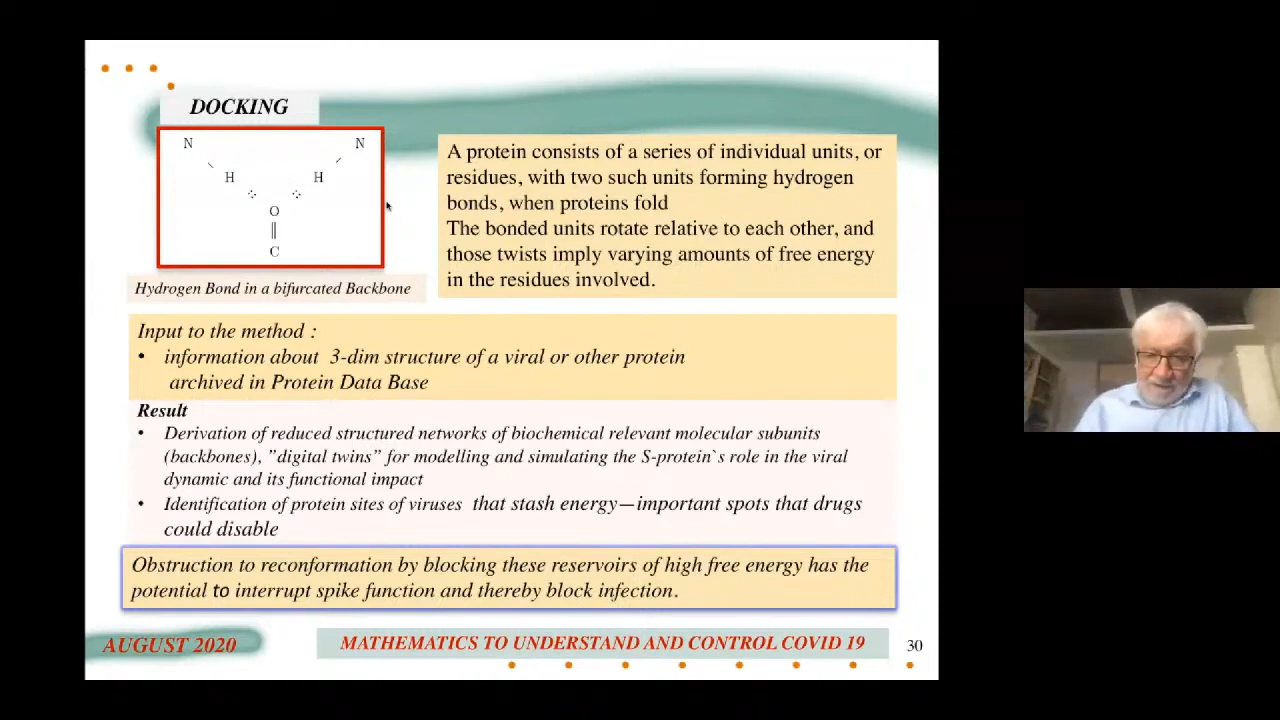 DOCKING
N N
H H
O
C
Hydrogen Bond in a bifurcated Backbone
A protein consists of a series of individual units, or
residues, with two such units forming hydrogen
bonds, when proteins fold
The bonded units rotate relative to each other, and
those twists imply varying amounts of free energy
in the residues involved.
Input to the method :
• information about 3-dim structure of a viral or other protein
archived in Protein Data Base
Result
• Derivation of reduced structured networks of biochemical relevant molecular subunits
(backbones), "digital twins" for modelling and simulating the S-protein`s role in the viral
dynamic and its functional impact
• Identification of protein sites of viruses that stash energy—important spots that drugs
could disable
Obstruction to reconformation by blocking these reservoirs of high free energy has the
potential to interrupt spike function and thereby block infection.
AUGUST 2020
MATHEMATICS TO UNDERSTAND AND CONTROL COVID 19
30